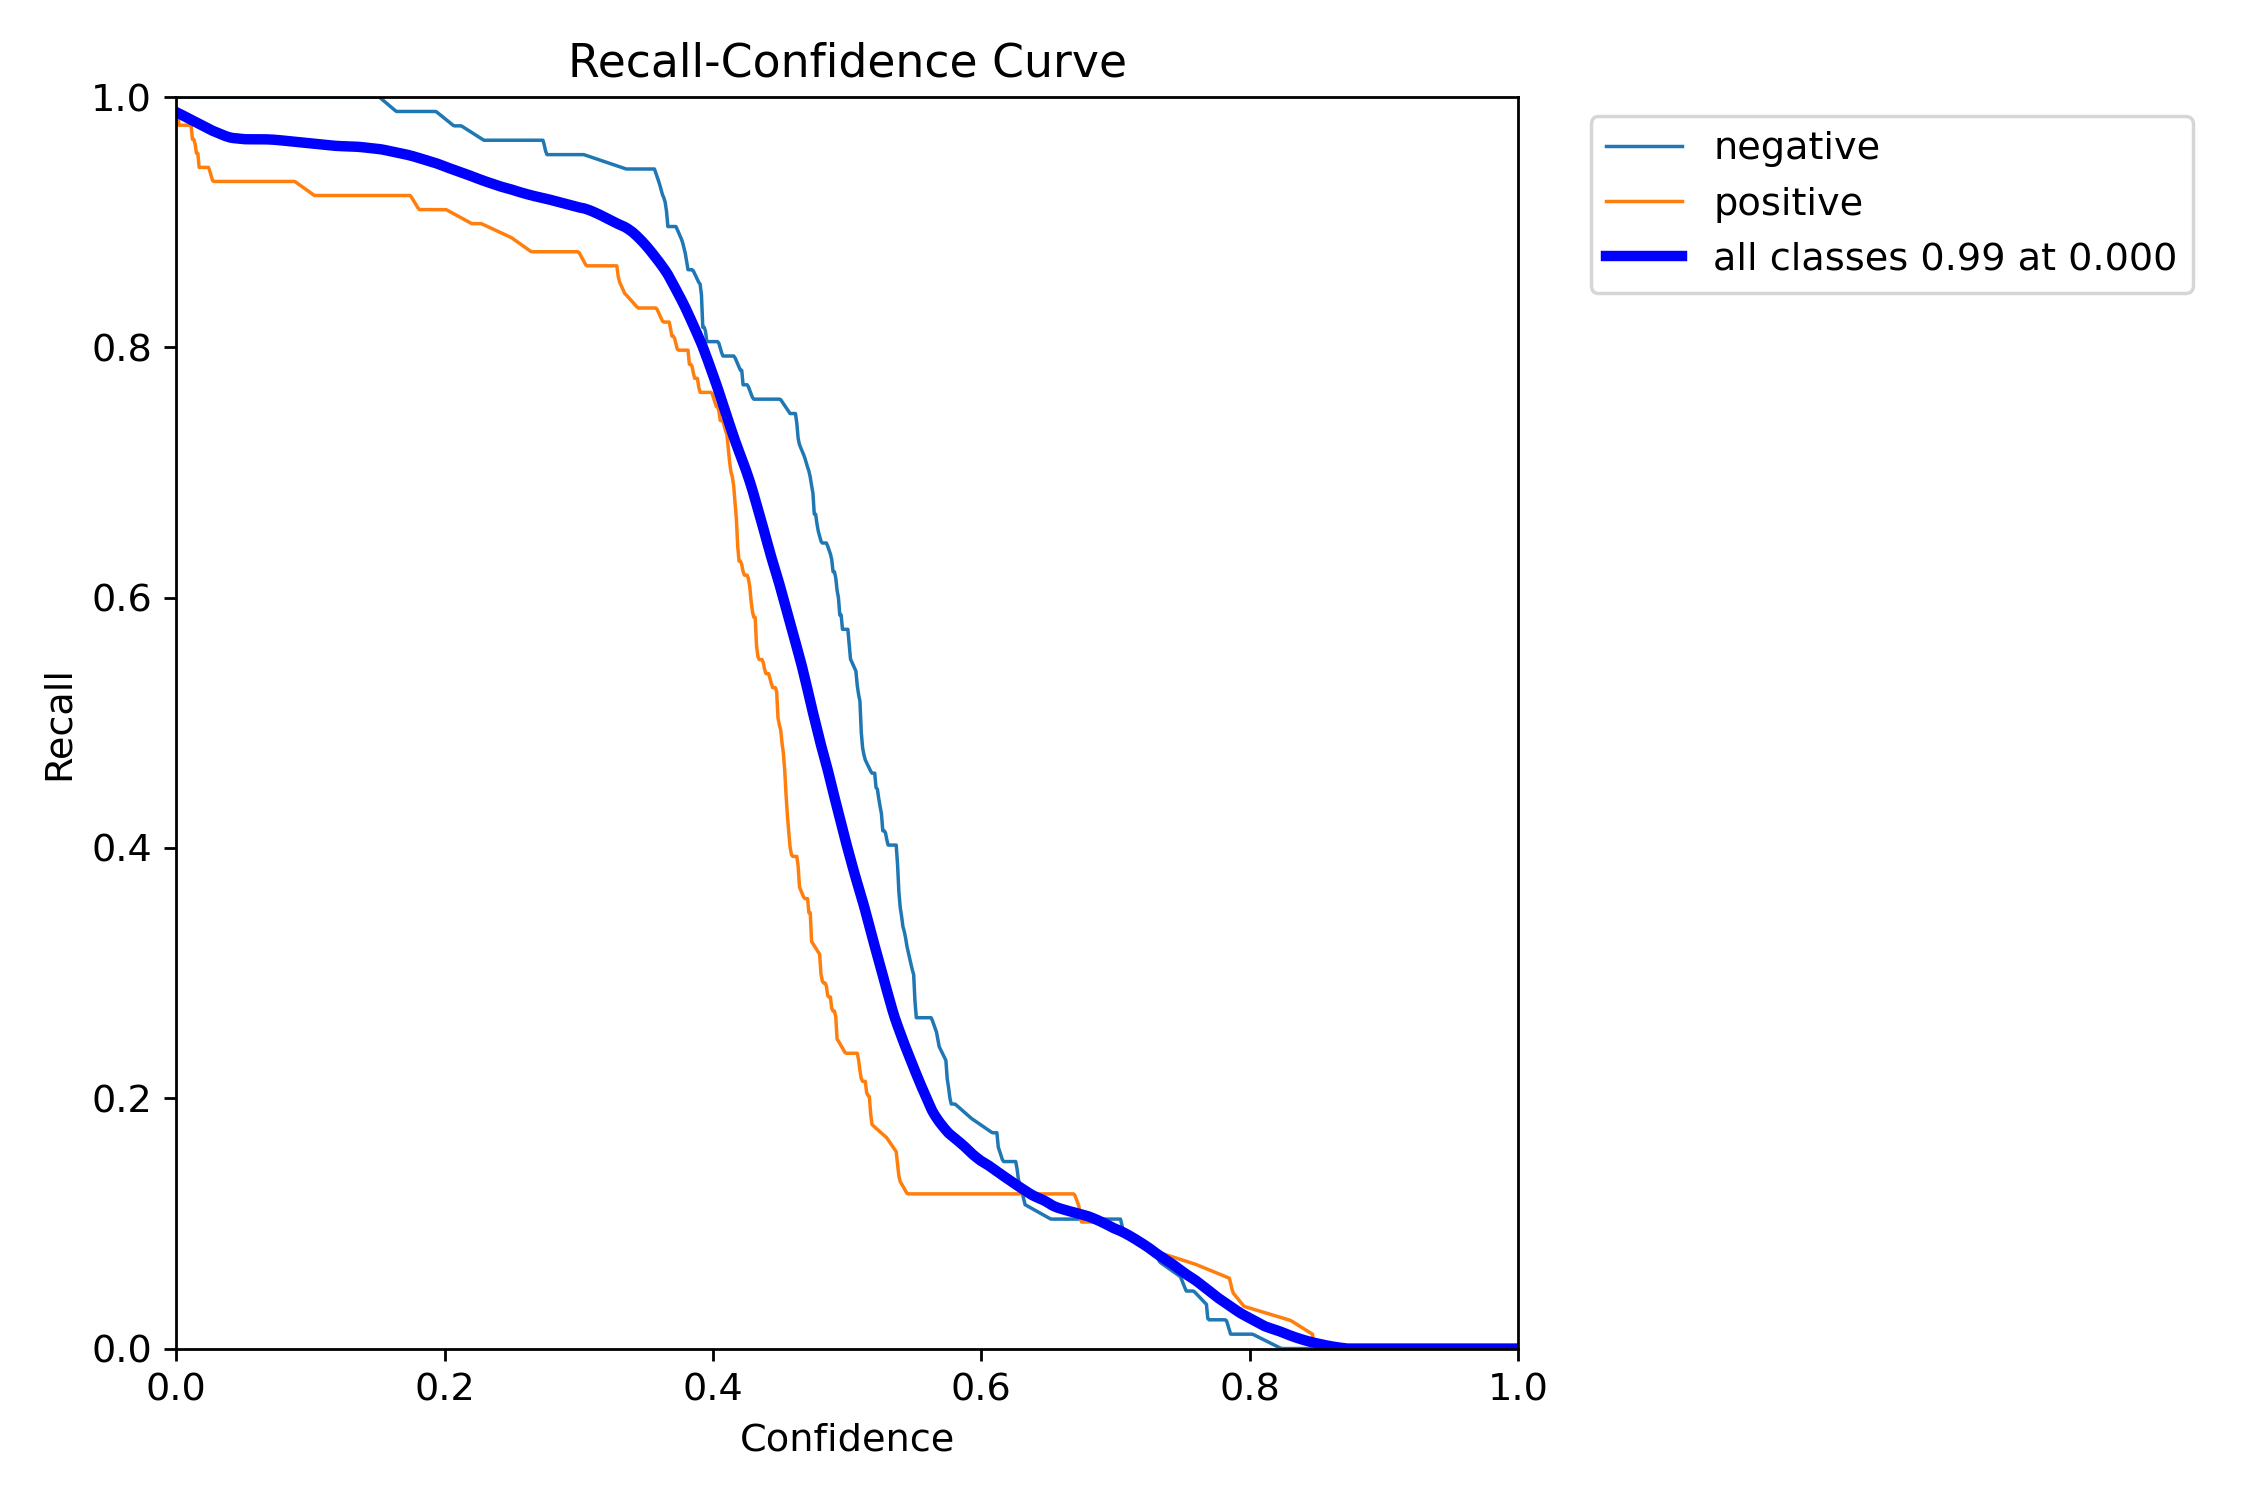 Recall-Confidence Curve
1.0
0.8
0.6
0.4
0.2
0.0
Recall
0.0 0.2 0.4 0.6 0.8 1.0
Confidence
negative
positive
all classes 0.99 at 0.000